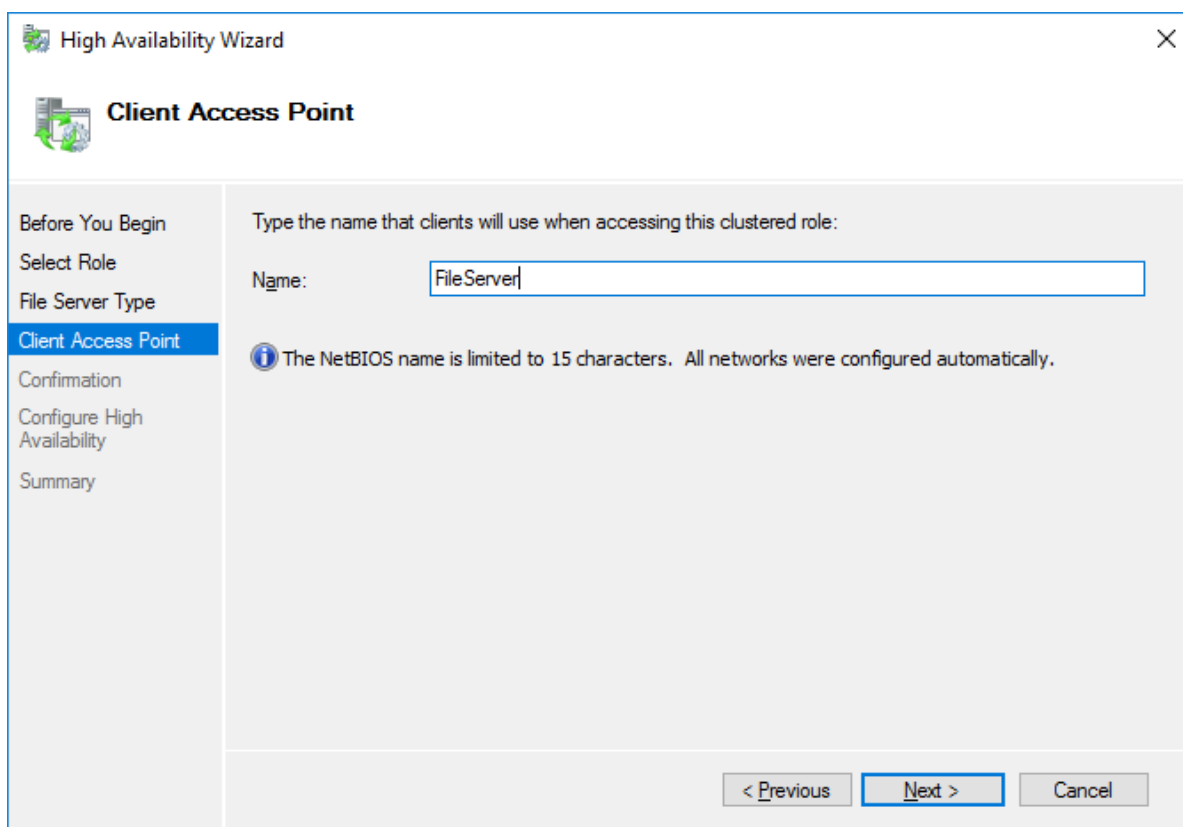 High Availability Wizard
Client Access Point
Before You Begin
Select Role
File Server Type
Client Access Point
Confirmation
Configure High
Availability
Summary
Type the name that clients will use when accessing this clustered role:
Name: FileServer
The NetBIOS name is limited to 15 characters. All networks were configured automatically.
< Previous Next > Cancel